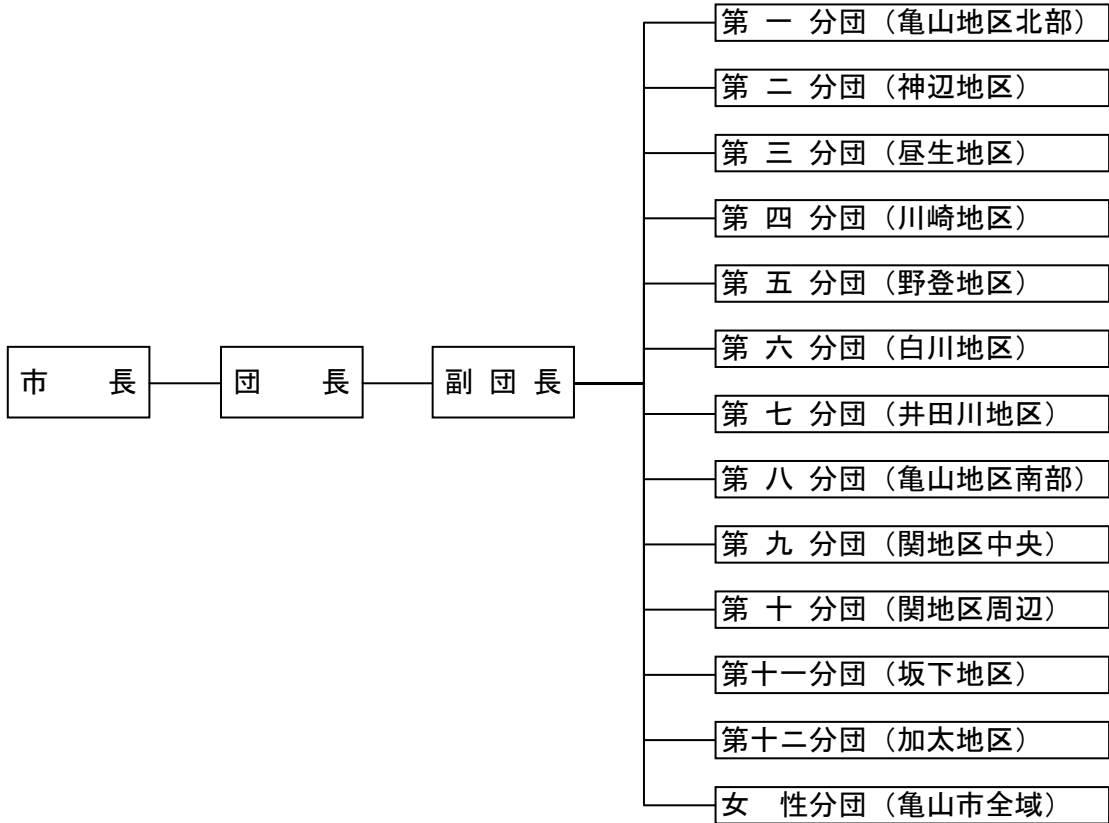 第 一 分団（亀山地区北部）
第 二 分団（神辺地区）
第 三 分団（昼生地区）
第 四 分団（川崎地区）
第 五 分団（野登地区）
第 六 分団（白川地区）
市　　長
団　　長
副 団 長
第 七 分団（井田川地区）
第 八 分団（亀山地区南部）
第 九 分団（関地区中央）
第 十 分団（関地区周辺）
第十一分団（坂下地区）
第十二分団（加太地区）
女　性分団（亀山市全域）